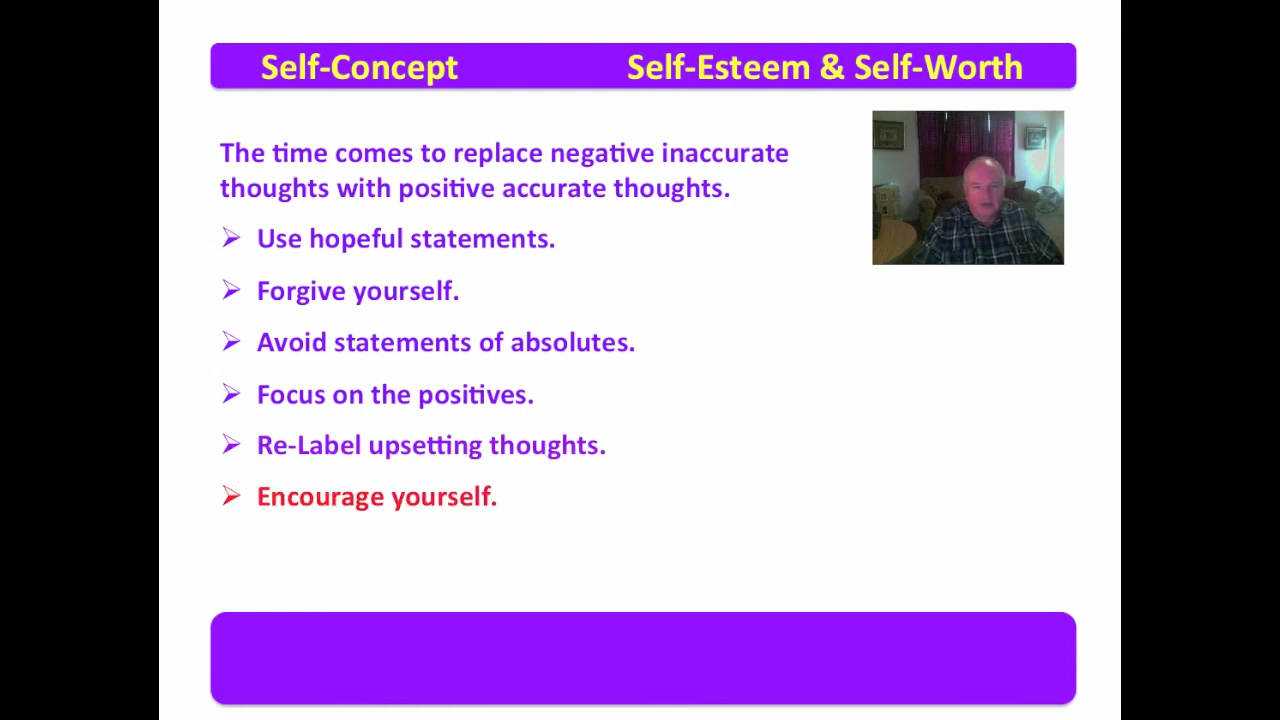 Self-Concept Self-Esteem & Self-Worth
The time comes to replace negative inaccurate
thoughts with positive accurate thoughts.
Use hopeful statements.
Forgive yourself.
Avoid statements of absolutes.
Focus on the positives.
Re-Label upsetting thoughts.
Encourage yourself.